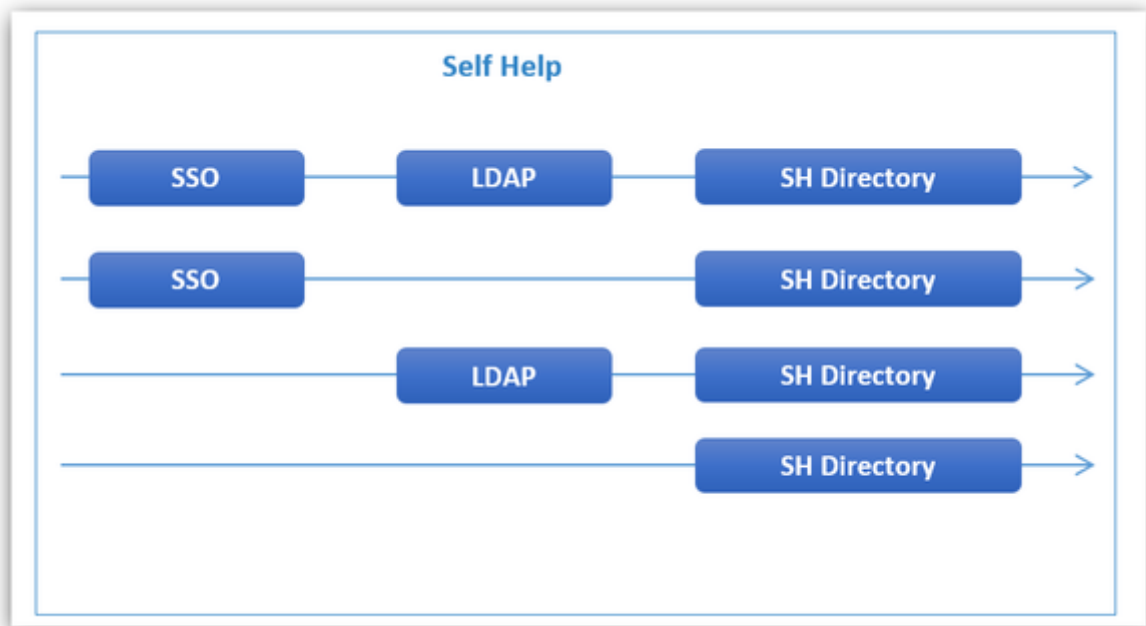 Self Help
SSO LDAP SH Directory
SSO SH Directory
LDAP SH Directory
SH Directory